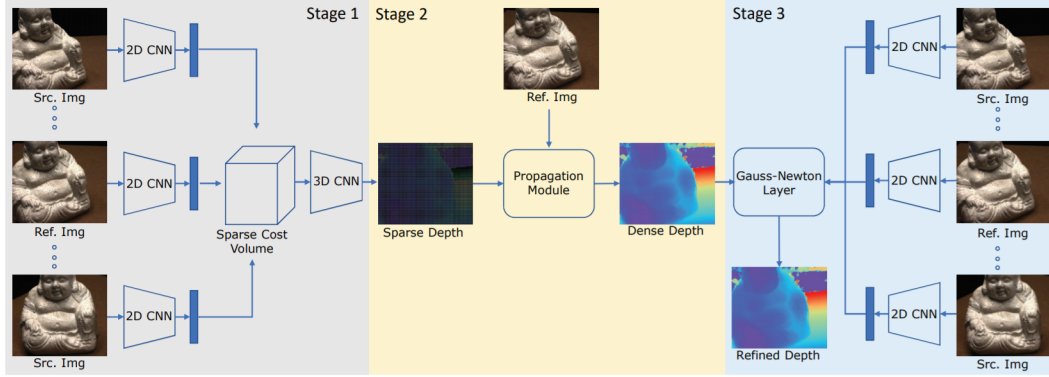 Stage 1
2D CNN
Src. Img
2D CNN
Ref. Img
2D CNN
Src. Img
Sparse Cost
Volume
3D CNN
Stage 2
Ref. Img
Sparse Depth
Propagation
Module
Dense Depth
Stage 3
Gauss-Newton
Layer
Refined Depth
2D CNN
Src. Img
2D CNN
Ref. Img
2D CNN
Src. Img